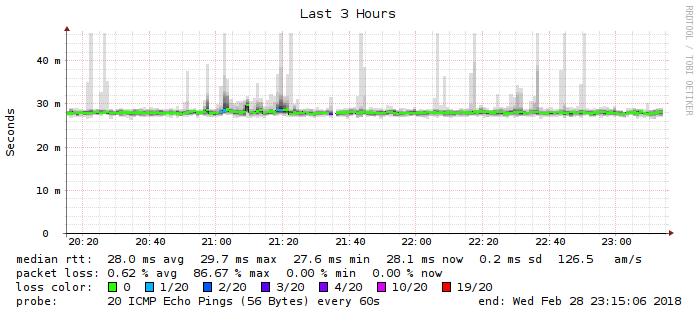 Last 3 Hours
RRDTOOL / TOBI OETIKER
Seconds
40 m
30 m
20 m
10 m
0
20:20 20:40 21:00 21:20 21:40 22:00 22:20 22:40 23:00
median rtt: 28.0 ms avg 29.7 ms max 27.6 ms min 28.1 ms now 0.2 ms sd 126.5 am/s
packet loss: 0.62 % avg 86.67 % max 0.00 % min 0.00 % now
loss color: 0 1/20 2/20 3/20 4/20 10/20 19/20
probe: 20 ICMP Echo Pings (56 Bytes) every 60s end: Wed Feb 28 23:15:06 2018